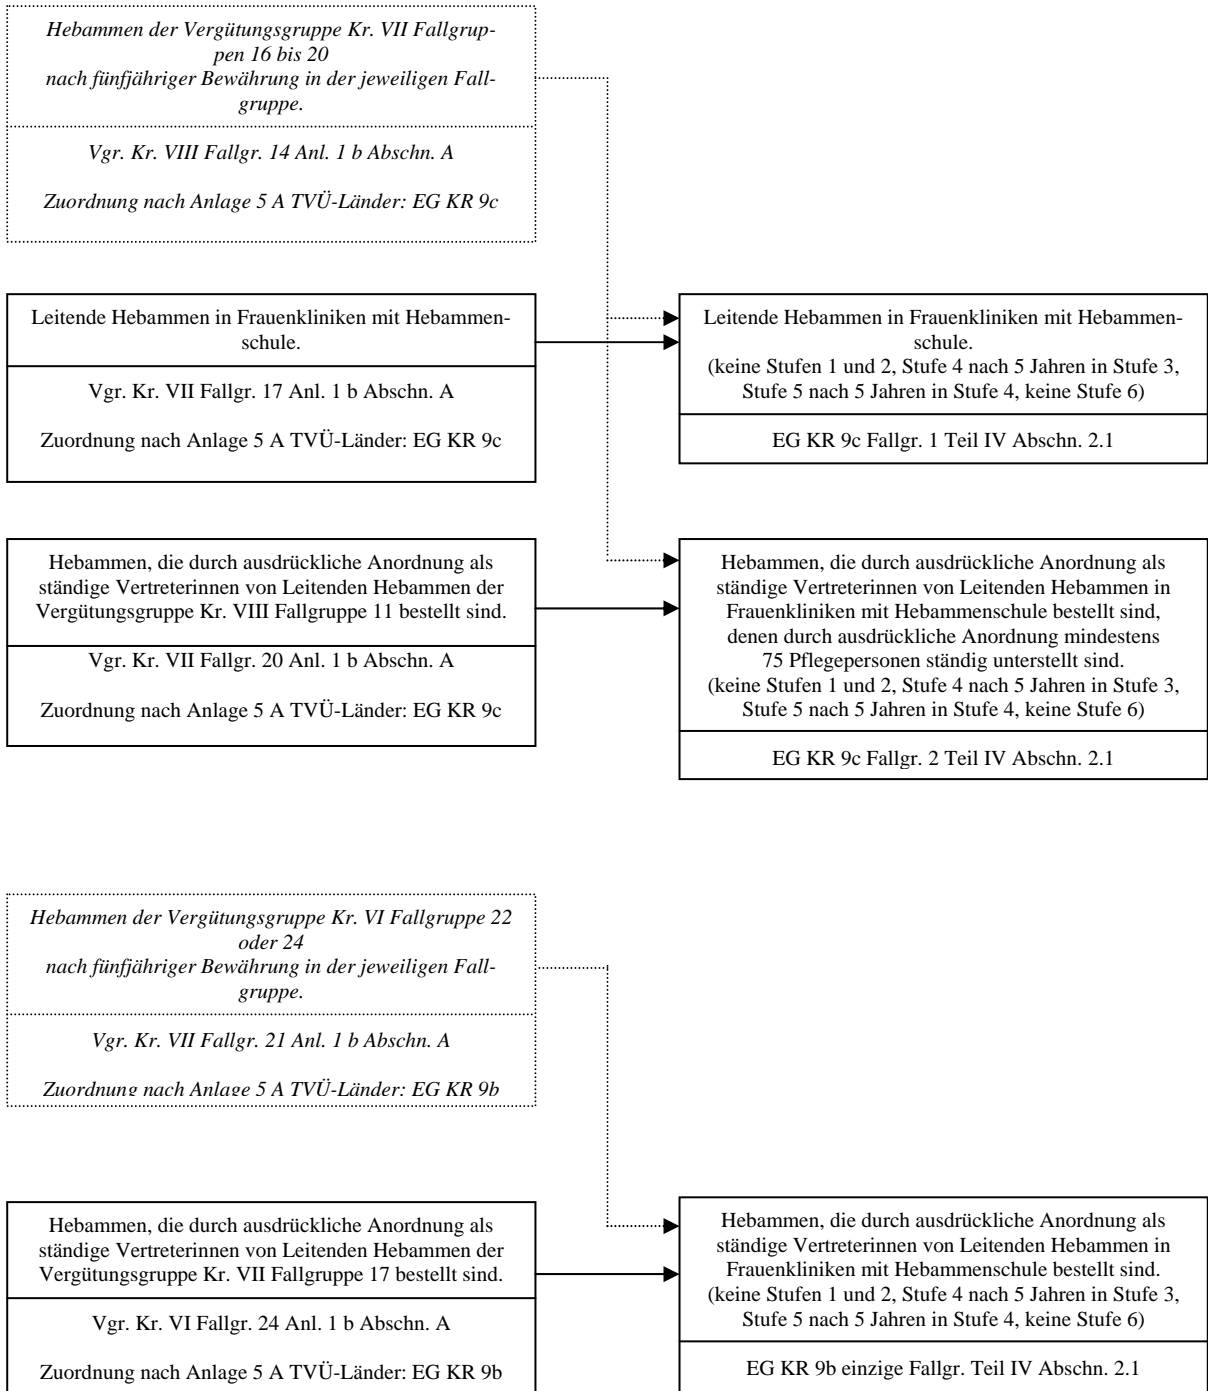 Hebammen der Vergütungsgruppe Kr. VII Fallgrup-
pen 16 bis 20
nach fünfjähriger Bewährung in der jeweiligen Fall-
gruppe.
Vgr. Kr. VIII Fallgr. 14 Anl. 1 b Abschn. A
Zuordnung nach Anlage 5 A TVÜ-Länder: EG KR 9c
Leitende Hebammen in Frauenkliniken mit Hebammen-
schule.
Vgr. Kr. VII Fallgr. 17 Anl. 1 b Abschn. A
Zuordnung nach Anlage 5 A TVÜ-Länder: EG KR 9c
Leitende Hebammen in Frauenkliniken mit Hebammen-
schule.
(keine Stufen 1 und 2, Stufe 4 nach 5 Jahren in Stufe 3,
Stufe 5 nach 5 Jahren in Stufe 4, keine Stufe 6)
EG KR 9c Fallgr. 1 Teil IV Abschn. 2.1
Hebammen, die durch ausdrückliche Anordnung als
ständige Vertreterinnen von Leitenden Hebammen der
Vergütungsgruppe Kr. VIII Fallgruppe 11 bestellt sind.
Vgr. Kr. VII Fallgr. 20 Anl. 1 b Abschn. A
Zuordnung nach Anlage 5 A TVÜ-Länder: EG KR 9c
Hebammen, die durch ausdrückliche Anordnung als
ständige Vertreterinnen von Leitenden Hebammen in
Frauenkliniken mit Hebammenschule bestellt sind,
denen durch ausdrückliche Anordnung mindestens
75 Pflegepersonen ständig unterstellt sind.
(keine Stufen 1 und 2, Stufe 4 nach 5 Jahren in Stufe 3,
Stufe 5 nach 5 Jahren in Stufe 4, keine Stufe 6)
EG KR 9c Fallgr. 2 Teil IV Abschn. 2.1
Hebammen der Vergütungsgruppe Kr. VI Fallgruppe 22
oder 24
nach fünfjähriger Bewährung in der jeweiligen Fall-
gruppe.
Vgr. Kr. VII Fallgr. 21 Anl. 1 b Abschn. A
Zuordnung nach Anlage 5 A TVÜ-Länder: EG KR 9b
Hebammen, die durch ausdrückliche Anordnung als
ständige Vertreterinnen von Leitenden Hebammen der
Vergütungsgruppe Kr. VII Fallgruppe 17 bestellt sind.
Vgr. Kr. VI Fallgr. 24 Anl. 1 b Abschn. A
Zuordnung nach Anlage 5 A TVÜ-Länder: EG KR 9b
Hebammen, die durch ausdrückliche Anordnung als
ständige Vertreterinnen von Leitenden Hebammen in
Frauenkliniken mit Hebammenschule bestellt sind.
(keine Stufen 1 und 2, Stufe 4 nach 5 Jahren in Stufe 3,
Stufe 5 nach 5 Jahren in Stufe 4, keine Stufe 6)
EG KR 9b einzige Fallgr. Teil IV Abschn. 2.1